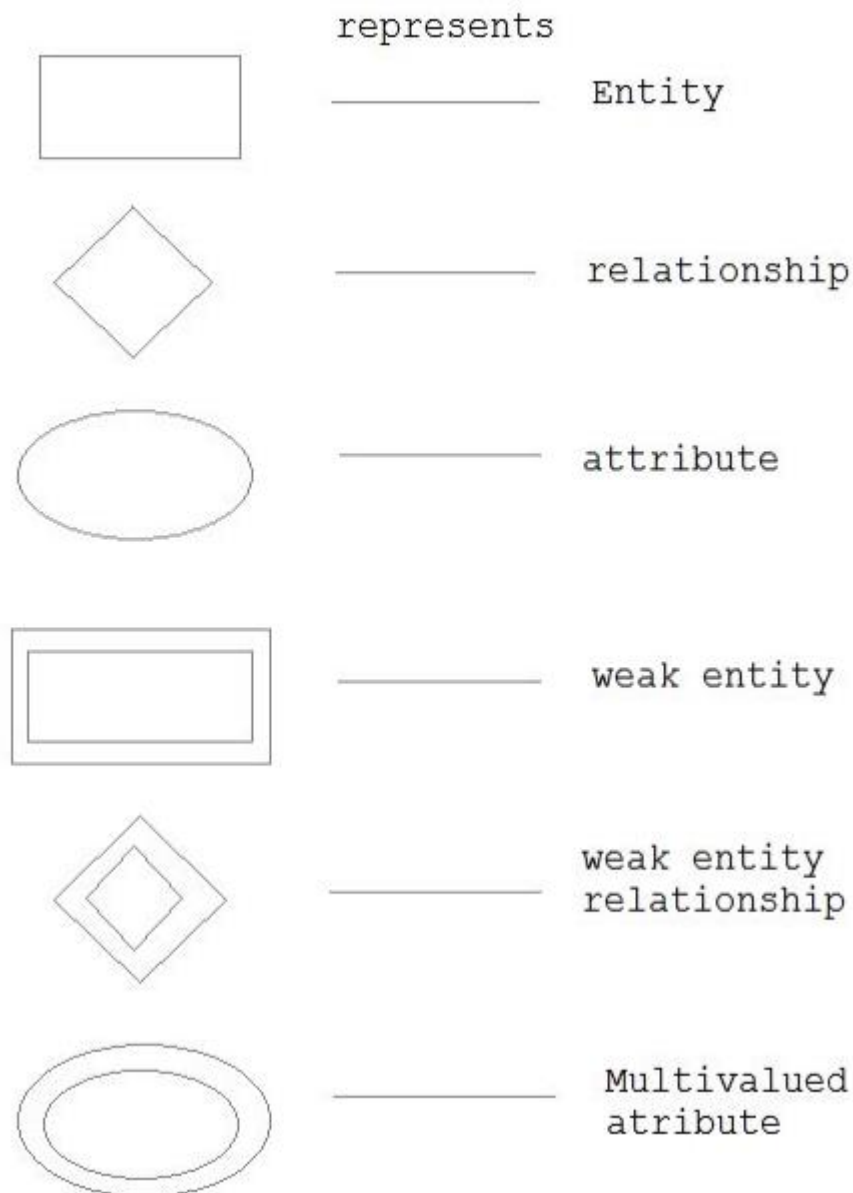 represents
Entity
relationship
attribute
weak entity
weak entity
relationship
Multivalued
atribute